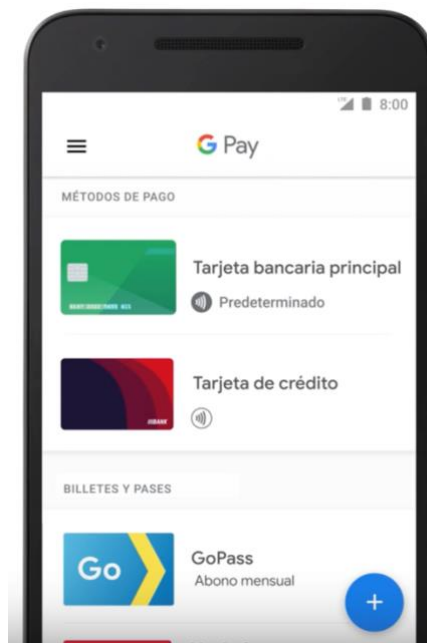 LTE 8:00
G Pay
MÉTODOS DE PAGO
Tarjeta bancaria principal
Predeterminado
Tarjeta de crédito
BILLETES Y PASES
Go
GoPass
Abono mensual
+